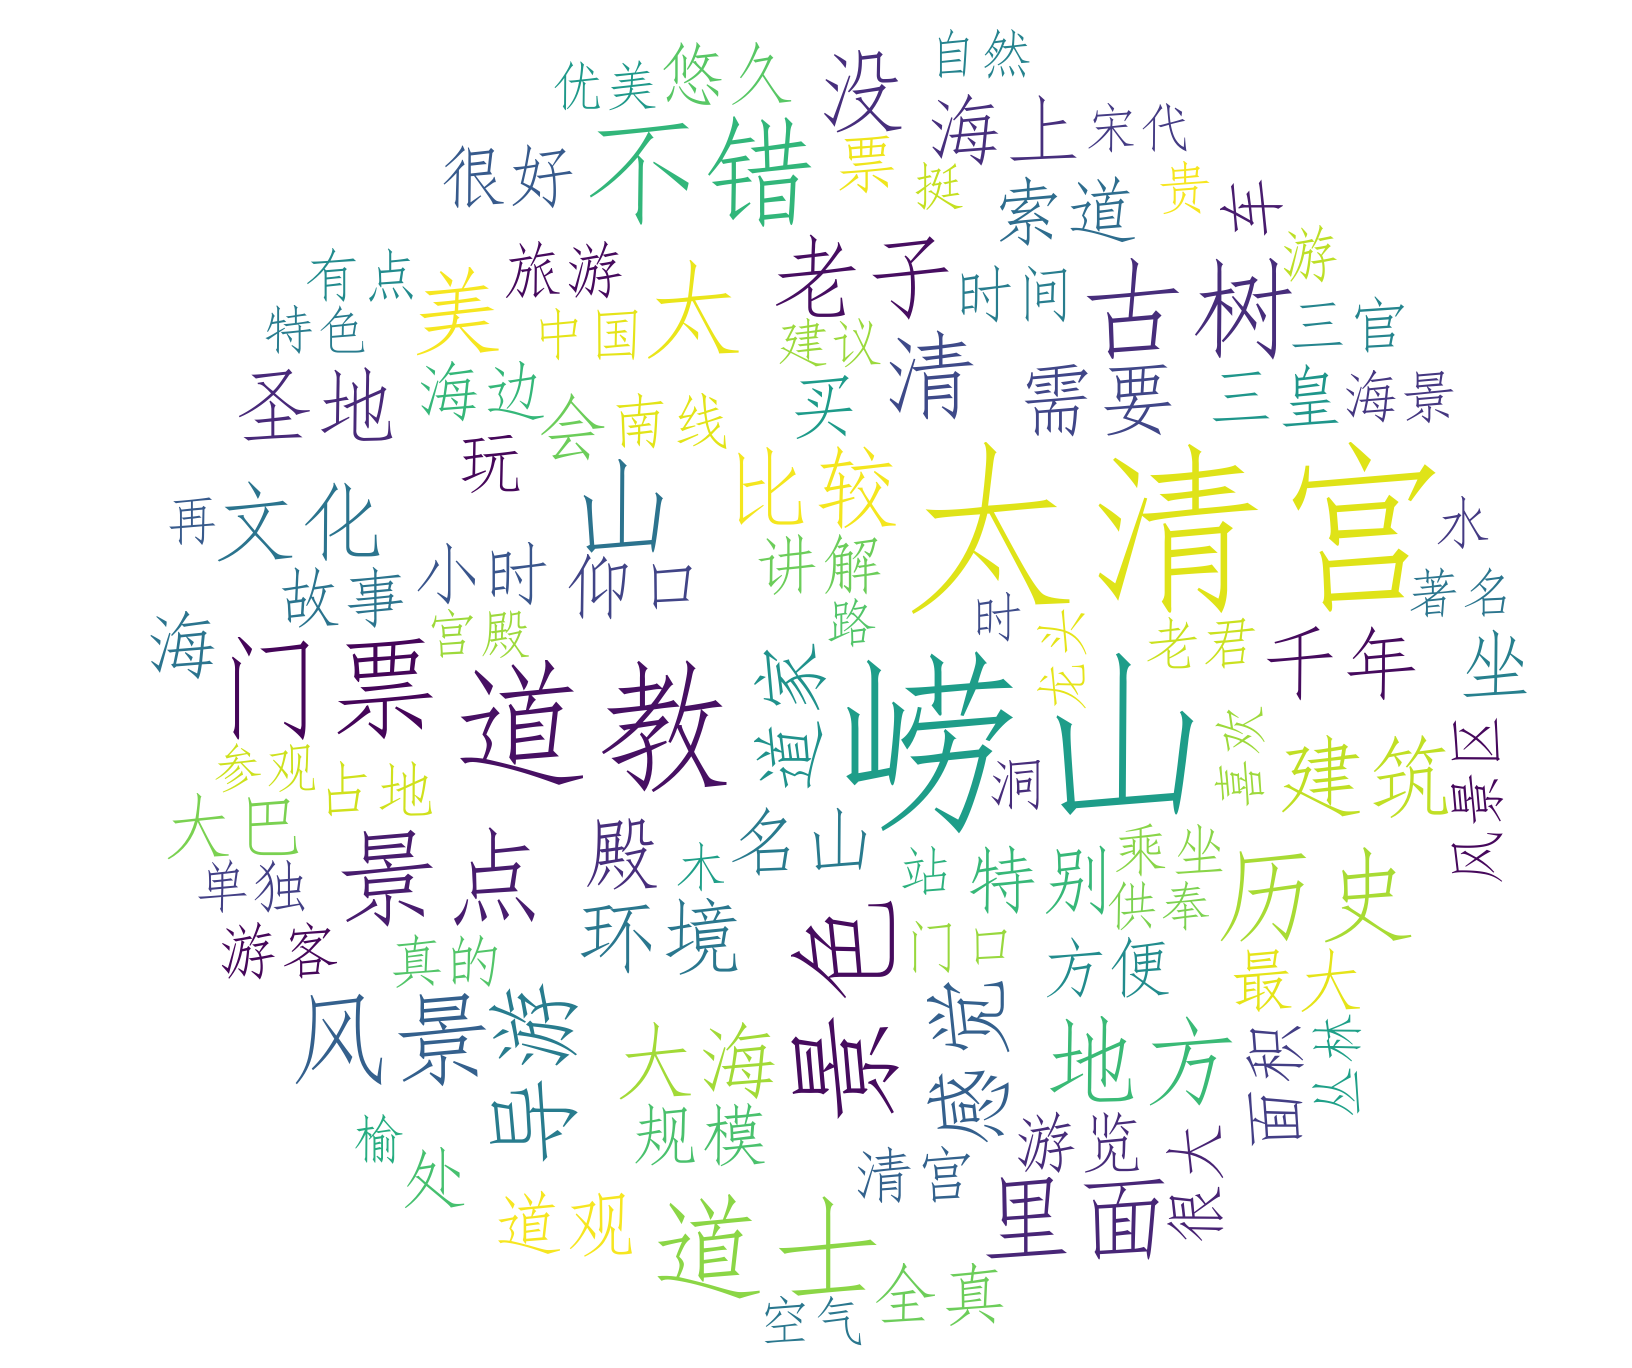 自然
优美
悠久
没
海上
宋代
很好
不错
票
挺
索道
贵
车
有点
美
旅游
太
老子
时间
古树
游
特色
中国
建议
清
三官
圣地
海边
会
南线
买
需要
三皇
海景
玩
再
文化
山
比较
太清宫
水
故事
小时
仰口
讲解
时
著名
海
宫殿
路
龙头
老君
千年
坐
门票
道教
道家
崂山
洞
喜欢
建筑
风景区
参观
占地
大巴
景点
殿
木
名山
站
特别
乘坐
供奉
历史
单独
游客
真的
环境
景色
门口
方便
最大
风景
导游
大海
规模
感觉
地方
面积
丛林
榆
处
清宫
游览
很大
道观
道士
里面
全真
空气